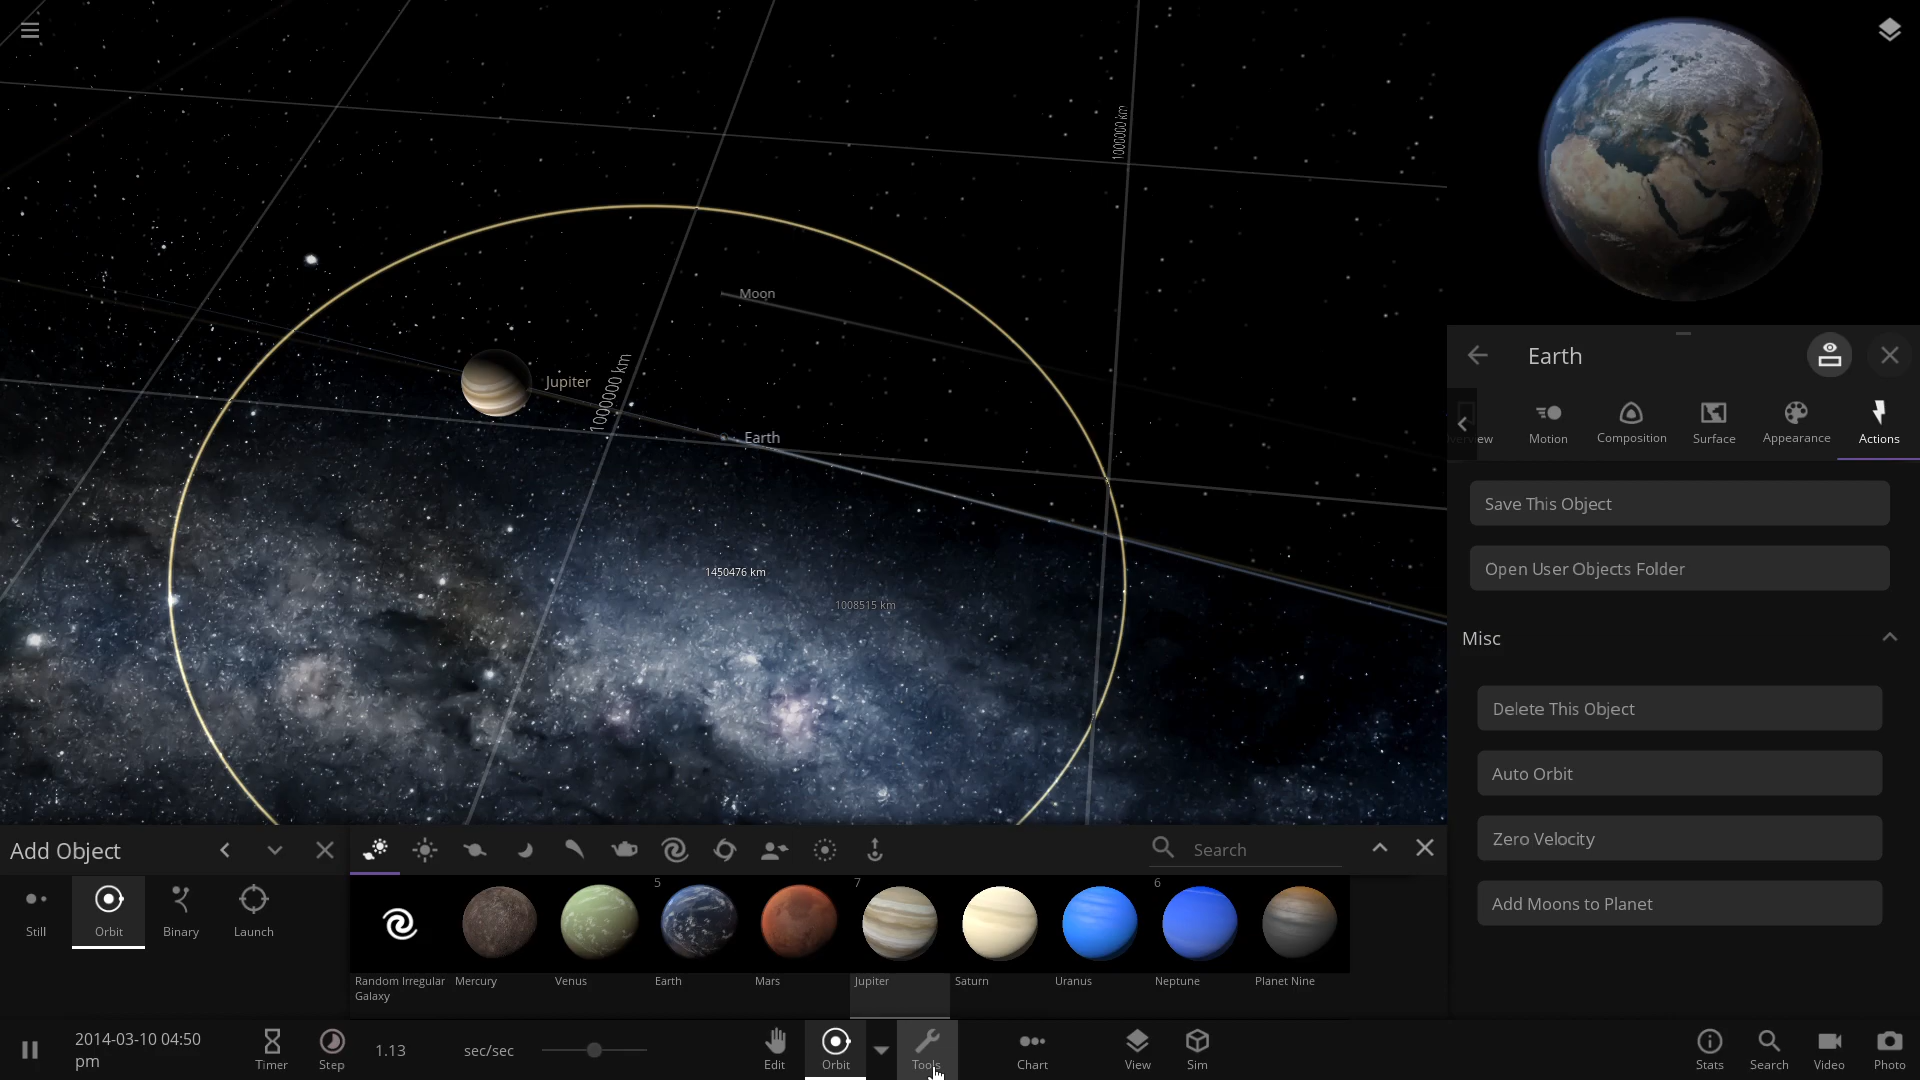 1000000 km
Moon
Jupiter
1000000 km
Earth
1450476 km
1008515 km
Earth
Motion
Composition
Surface
Appearance
Actions
Save This Object
Open User Objects Folder
Misc
Delete This Object
Auto Orbit
Zero Velocity
Add Moons to Planet
Add Object
Search
Still
Orbit
Binary
Launch
5
7
6
Random Irregular
Galaxy
Mercury
Venus
Earth
Mars
Jupiter
Saturn
Uranus
Neptune
Planet Nine
2014-03-10 04:50
pm
Timer
Step
1.13
sec/sec
Edit
Orbit
Tools
Chart
View
Sim
Stats
Search
Video
Photo